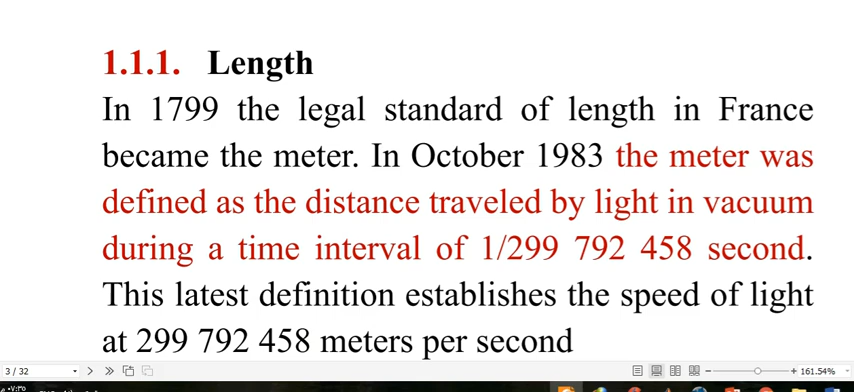 1.1.1. Length
In 1799 the legal standard of length in France
became the meter. In October 1983 the meter was
defined as the distance traveled by light in vacuum
during a time interval of 1/299 792 458 second.
This latest definition establishes the speed of light
at 299 792 458 meters per second
3 / 32
161.54%